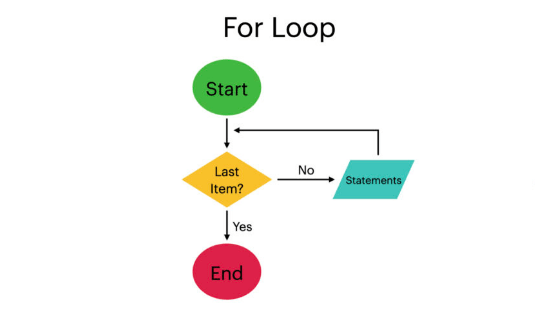 For Loop
Start
Last
Item?
No
Statements
Yes
End